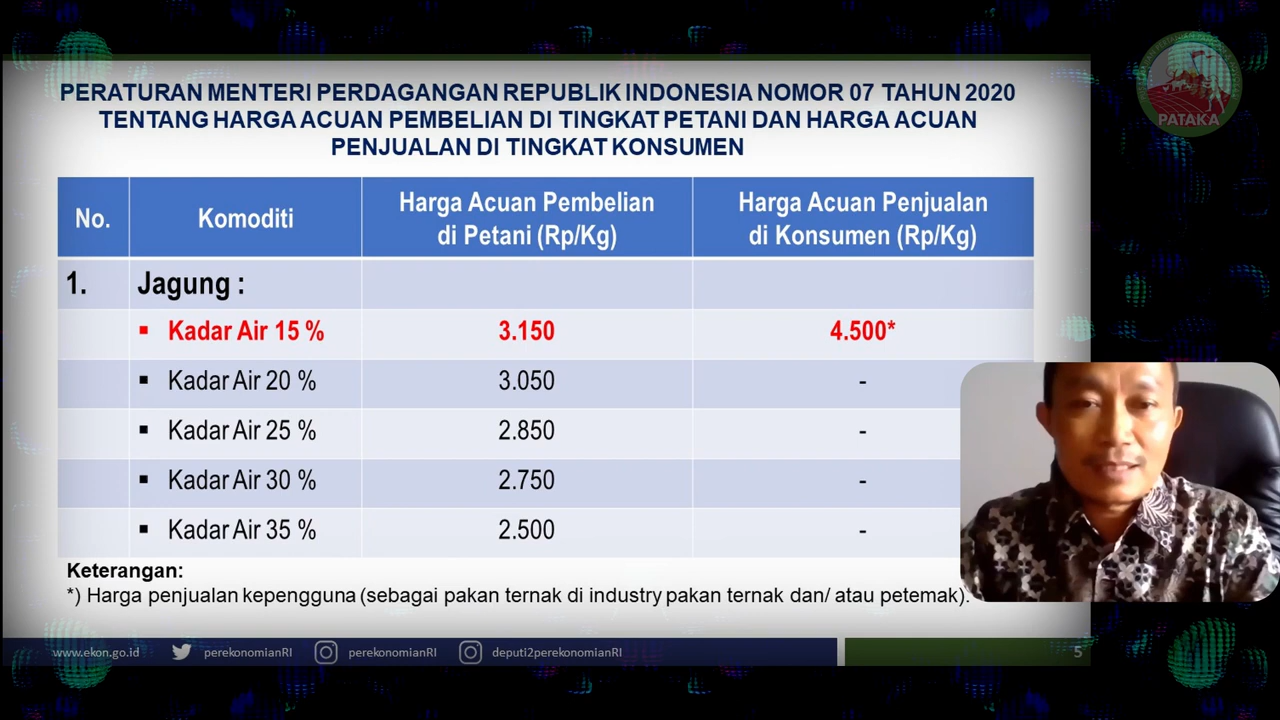 PERATURAN MENTERI PERDAGANGAN REPUBLIK INDONESIA NOMOR 07 TAHUN 2020
TENTANG HARGA ACUAN PEMBELIAN DI TINGKAT PETANI DAN HARGA ACUAN
PENJUALAN DI TINGKAT KONSUMEN
No. Komoditi Harga Acuan Pembelian di Petani (Rp/Kg) Harga Acuan Penjualan di Konsumen (Rp/Kg)
1. Jagung :
▪ Kadar Air 15 % 3.150 4.500*
▪ Kadar Air 20 % 3.050 -
▪ Kadar Air 25 % 2.850 -
▪ Kadar Air 30 % 2.750 -
▪ Kadar Air 35 % 2.500 -
Keterangan:
*) Harga penjualan kepengguna (sebagai pakan ternak di industry pakan ternak dan/ atau petemak).
www.ekon.go.id perekonomianRI perekonomianRI deputi2perekonomianRI 5
PATAKA